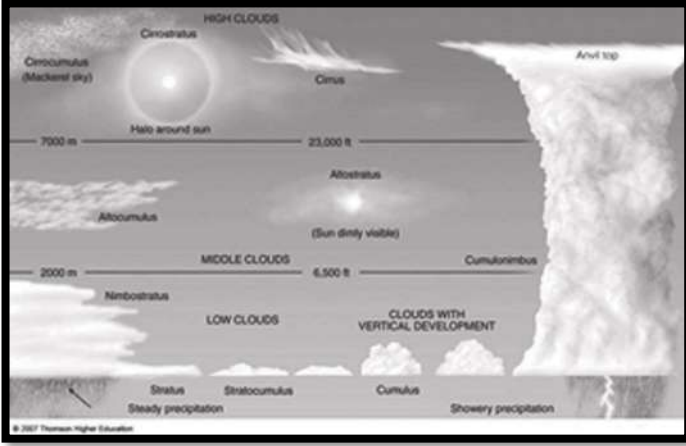 HIGH CLOUDS
Cirrostratus
Cirrocumulus
(Mackerel sky)
Cirrus
Anvil top
Halo around sun
7000 m
23,000 ft
Altostratus
Altocumulus
(Sun dimly visible)
MIDDLE CLOUDS
Cumulonimbus
2000 m
6,500 ft
Nimbostratus
LOW CLOUDS
CLOUDS WITH
VERTICAL DEVELOPMENT
Stratus
Stratocumulus
Cumulus
Steady precipitation
Showery precipitation
© 2007 Thomson Higher Education